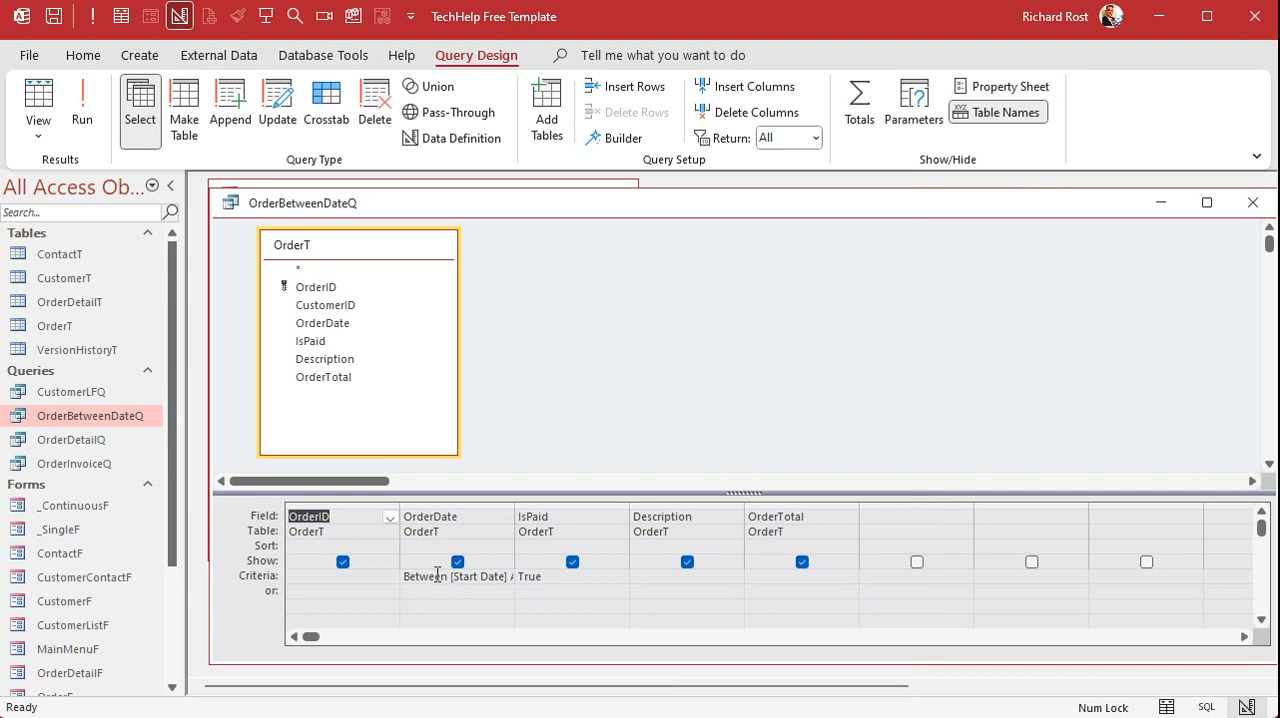 TechHelp Free Template
Richard Rost
File Home Create External Data Database Tools Help Query Design Tell me what you want to do
View Run Select Make Table Append Update Crosstab Delete Union Pass-Through Data Definition Add Tables Insert Rows Delete Rows Builder Insert Columns Delete Columns Return: All Totals Parameters Property Sheet XYZ Table Names
Results Query Type Query Setup Show/Hide
All Access Ob...
Search...
Tables
ContactT
CustomerT
OrderDetailT
OrderT
VersionHistoryT
Queries
CustomerLFQ
OrderBetweenDateQ
OrderDetailQ
OrderInvoiceQ
Forms
_ContinuousF
_SingleF
ContactF
CustomerContactF
CustomerF
CustomerListF
MainMenuF
OrderDetailF
OrderF
OrderBetweenDateQ
OrderT
*
OrderID
CustomerID
OrderDate
IsPaid
Description
OrderTotal
Field: OrderID OrderDate IsPaid Description OrderTotal
Table: OrderT OrderT OrderT OrderT OrderT
Sort:
Show:
Criteria: Between [Start Date] A True
or:
Ready Num Lock SQL